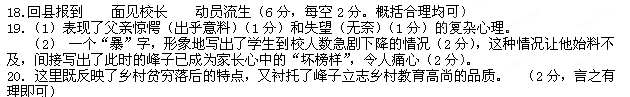 18.回县报到    面见校长    动员流生（6分，每空2分。概括合理均可）
19.（1）表现了父亲惊愕（出乎意料）（1分）和失望（无奈）（1分）的复杂心理。
（2） 一个“暴”字，形象地写出了学生到校人数急剧下降的情况（2分），这种情况让他始料不
及，间接写出了此时的峰子已成为家长心中的“坏榜样”，令人痛心（2分）。
20. 这里既反映了乡村贫穷落后的特点，又衬托了峰子立志乡村教育高尚的品质。  （2分，言之有
理即可）